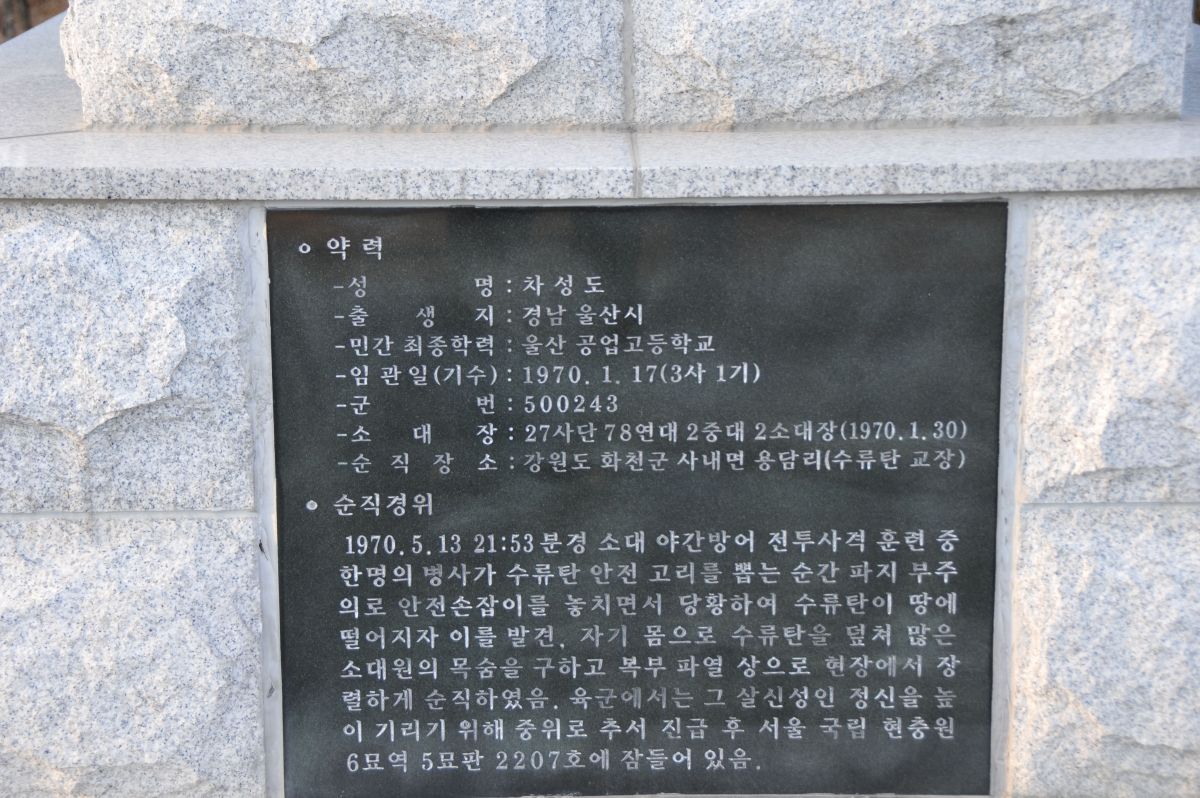 ○ 약력
-성 명 : 차성도
-출 생 지 : 경남 울산시
-민간 최종학력 : 울산 공업고등학교
-임관일(기수) : 1970. 1. 17(3사 1기)
-군 번 : 500243
-소 대 장 : 27사단 78연대 2중대 2소대장(1970. 1. 30)
-순 직 장 소 : 강원도 화천군 사내면 용담리(수류탄 교장)
● 순직경위
1970. 5. 13 21:53분경 소대 야간방어 전투사격 훈련 중
한명의 병사가 수류탄 안전 고리를 뽑는 순간 파지 부주
의로 안전손잡이를 놓치면서 당황하여 수류탄이 땅에
떨어지자 이를 발견, 자기 몸으로 수류탄을 덮쳐 많은
소대원의 목숨을 구하고 복부 파열 상으로 현장에서 장
렬하게 순직하였음. 육군에서는 그 살신성인 정신을 높
이 기리기 위해 중위로 추서 진급 후 서울 국립 현충원
6묘역 5묘판 2207호에 잠들어 있음.